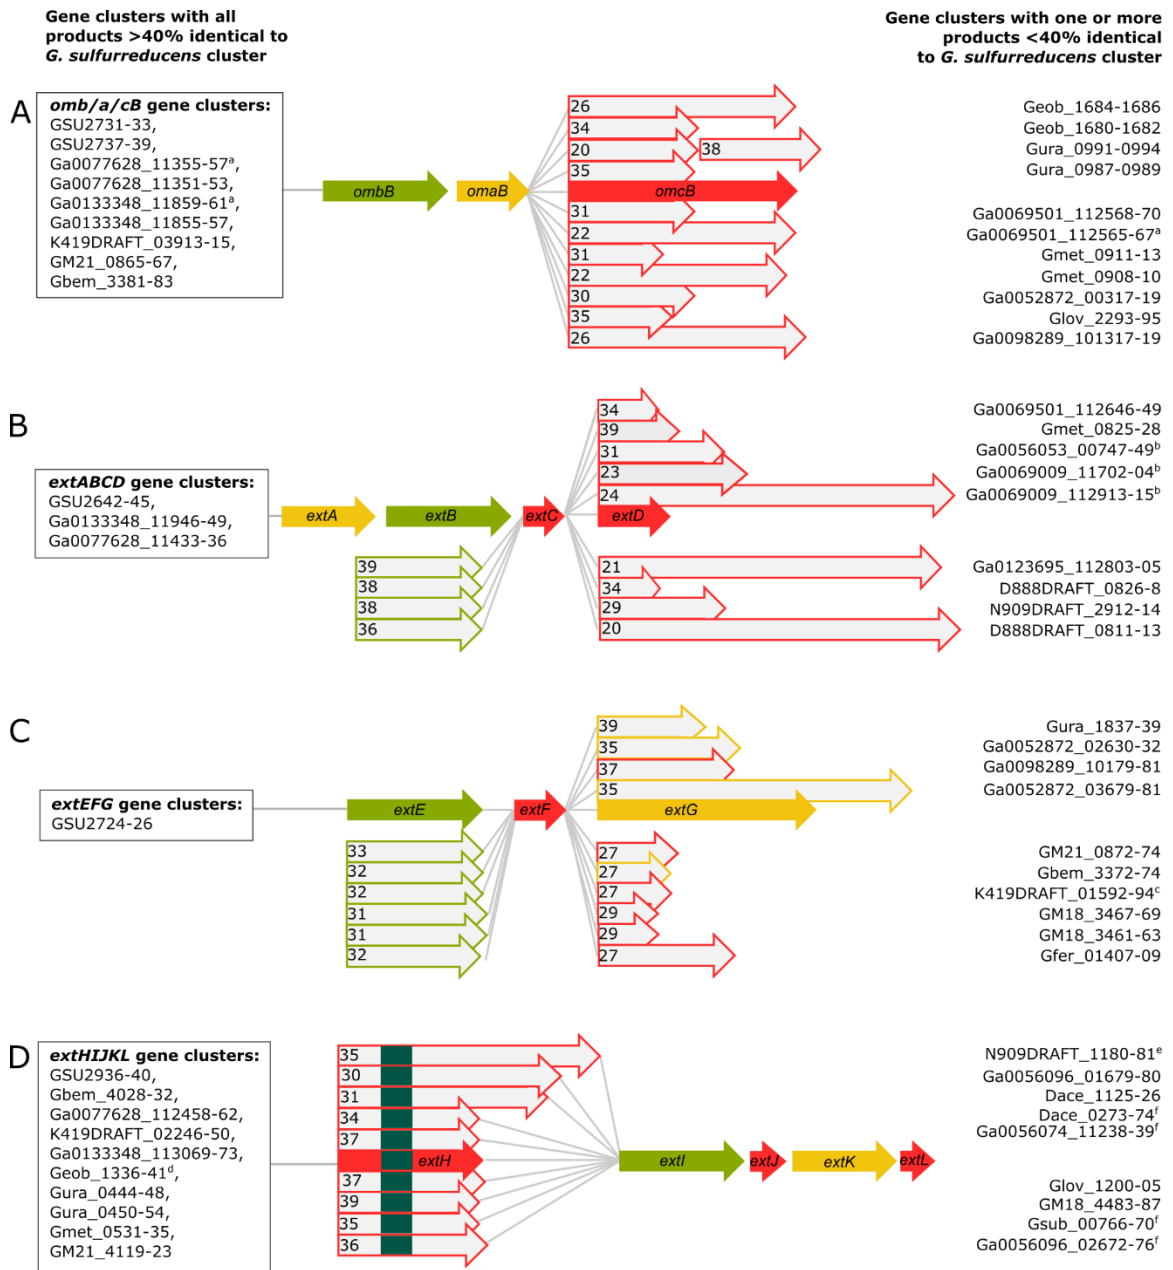 Gene clusters with all
products >40% identical to
G. sulfurreducens cluster
Gene clusters with one or more
products <40% identical
to G. sulfurreducens cluster
A
omb/a/cB gene clusters:
GSU2731-33,
GSU2737-39,
Ga0077628_11355-57a,
Ga0077628_11351-53,
Ga0133348_11859-61a,
Ga0133348_11855-57,
K419DRAFT_03913-15,
GM21_0865-67,
Gbem_3381-83
ombB
omaB
26
34
20
38
35
omcB
31
22
31
22
30
35
26
Geob_1684-1686
Geob_1680-1682
Gura_0991-0994
Gura_0987-0989
Ga0069501_112568-70
Ga0069501_112565-67a
Gmet_0911-13
Gmet_0908-10
Ga0052872_00317-19
Glov_2293-95
Ga0098289_101317-19
B
extABCD gene clusters:
GSU2642-45,
Ga0133348_11946-49,
Ga0077628_11433-36
extA
extB
extC
34
39
31
23
24
extD
39
38
38
36
21
34
29
20
Ga0069501_112646-49
Gmet_0825-28
Ga0056053_00747-49b
Ga0069009_11702-04b
Ga0069009_112913-15b
Ga0123695_112803-05
D888DRAFT_0826-8
N909DRAFT_2912-14
D888DRAFT_0811-13
C
extEFG gene clusters:
GSU2724-26
extE
extF
39
35
37
35
extG
33
32
32
31
31
32
27
27
27
29
29
27
Gura_1837-39
Ga0052872_02630-32
Ga0098289_10179-81
Ga0052872_03679-81
GM21_0872-74
Gbem_3372-74
K419DRAFT_01592-94c
GM18_3467-69
GM18_3461-63
Gfer_01407-09
D
extHIJKL gene clusters:
GSU2936-40,
Gbem_4028-32,
Ga0077628_112458-62,
K419DRAFT_02246-50,
Ga0133348_113069-73,
Geob_1336-41d,
Gura_0444-48,
Gura_0450-54,
Gmet_0531-35,
GM21_4119-23
35
30
31
34
37
extH
37
39
35
36
extI
extJ
extK
extL
N909DRAFT_1180-81e
Ga0056096_01679-80
Dace_1125-26
Dace_0273-74f
Ga0056074_11238-39f
Glov_1200-05
GM18_4483-87
Gsub_00766-70f
Ga0056096_02672-76f